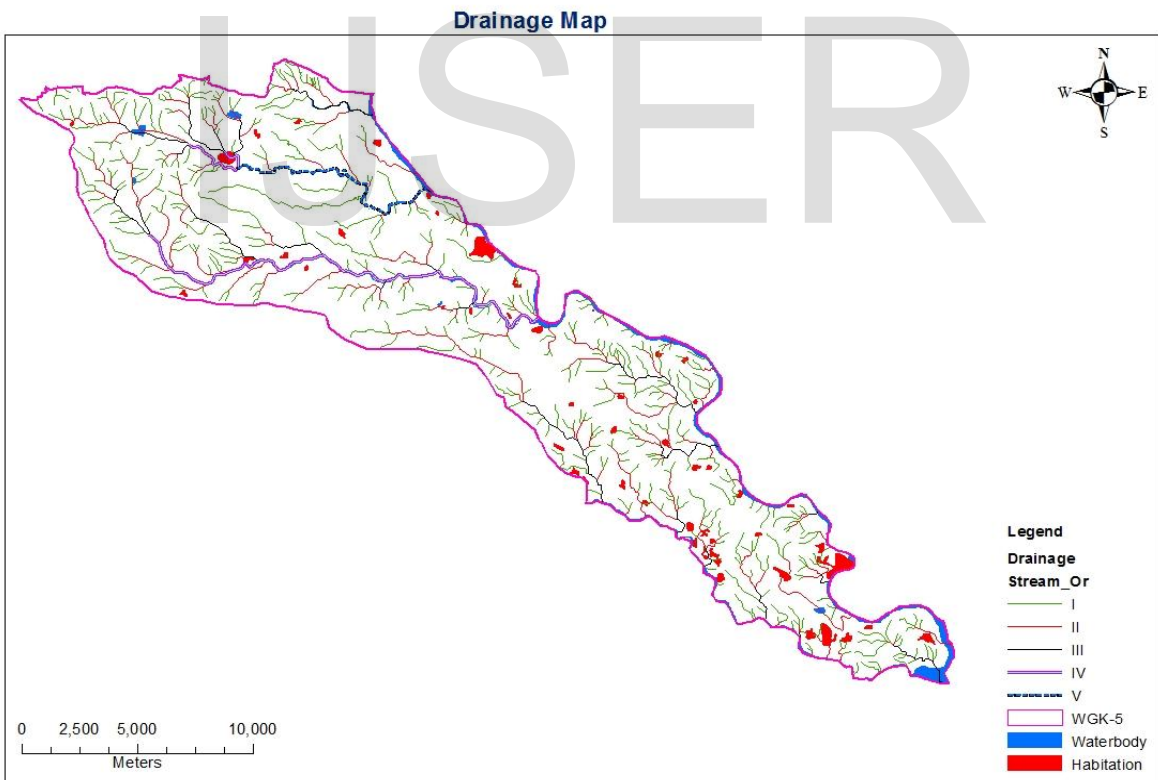 IJSER
Drainage Map
N
W E
S
Legend
Drainage
Stream_Or
I
II
III
IV
V
WGK-5
Waterbody
Habitation
0 2,500 5,000 10,000
Meters